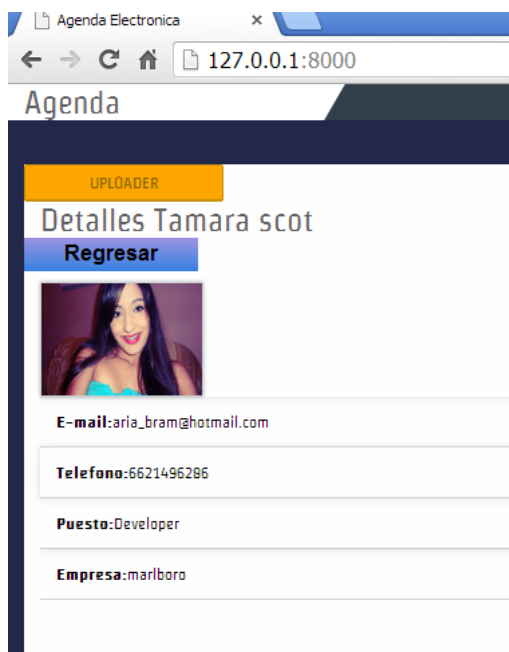 Agenda Electronica
127.0.0.1:8000
Agenda
UPLOADER
Detalles Tamara scot
Regresar
E-mail:aria_bram@hotmail.com
Telefono:6621496286
Puesto:Developer
Empresa:marlboro